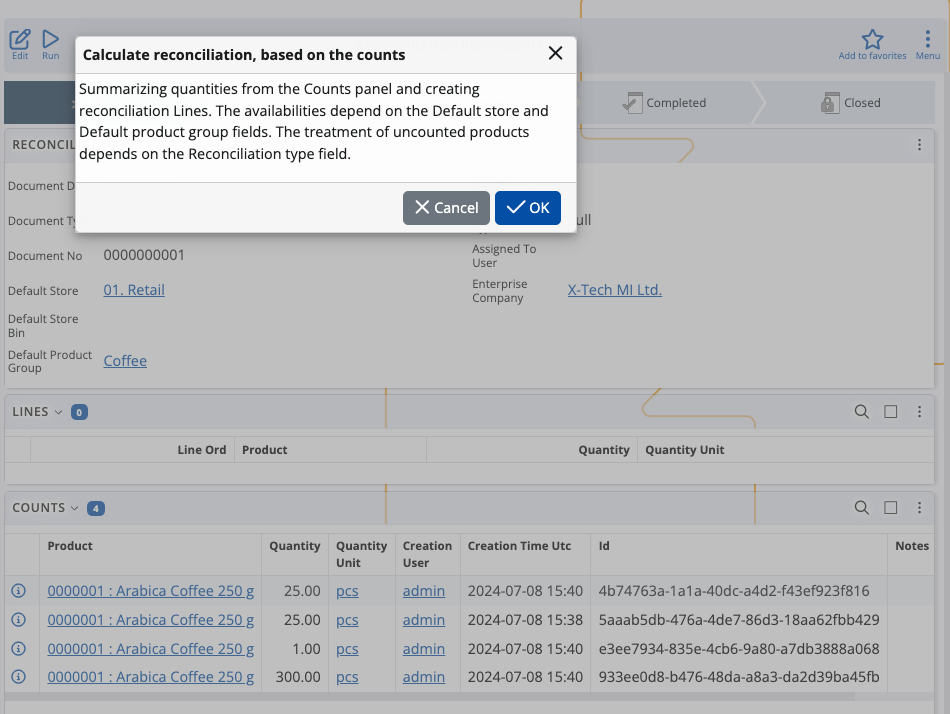 Edit
Run
Add to favorites
Menu
Calculate reconciliation, based on the counts
Summarizing quantities from the Counts panel and creating
reconciliation Lines. The availabilities depend on the Default store and
Default product group fields. The treatment of uncounted products
depends on the Reconciliation type field.
Cancel
OK
Completed
Closed
RECONCIL
Document D
Document Ty
ull
Document No 0000000001
Assigned To
User
Default Store 01. Retail
Enterprise
Company X-Tech MI Ltd.
Default Store
Bin
Default Product
Group Coffee
LINES 0
Line Ord Product Quantity Quantity Unit
COUNTS 4
Product Quantity Quantity Unit Creation User Creation Time Utc Id Notes
0000001 : Arabica Coffee 250 g 25.00 pcs admin 2024-07-08 15:40 4b74763a-1a1a-40dc-a4d2-f43ef923f816
0000001 : Arabica Coffee 250 g 25.00 pcs admin 2024-07-08 15:38 5aaab5db-476a-4de7-86d3-18aa62fbb429
0000001 : Arabica Coffee 250 g 1.00 pcs admin 2024-07-08 15:40 e3ee7934-835e-4cb6-9a80-a7db3888a068
0000001 : Arabica Coffee 250 g 300.00 pcs admin 2024-07-08 15:40 933ee0d8-b476-48da-a8a3-da2d39ba45fb